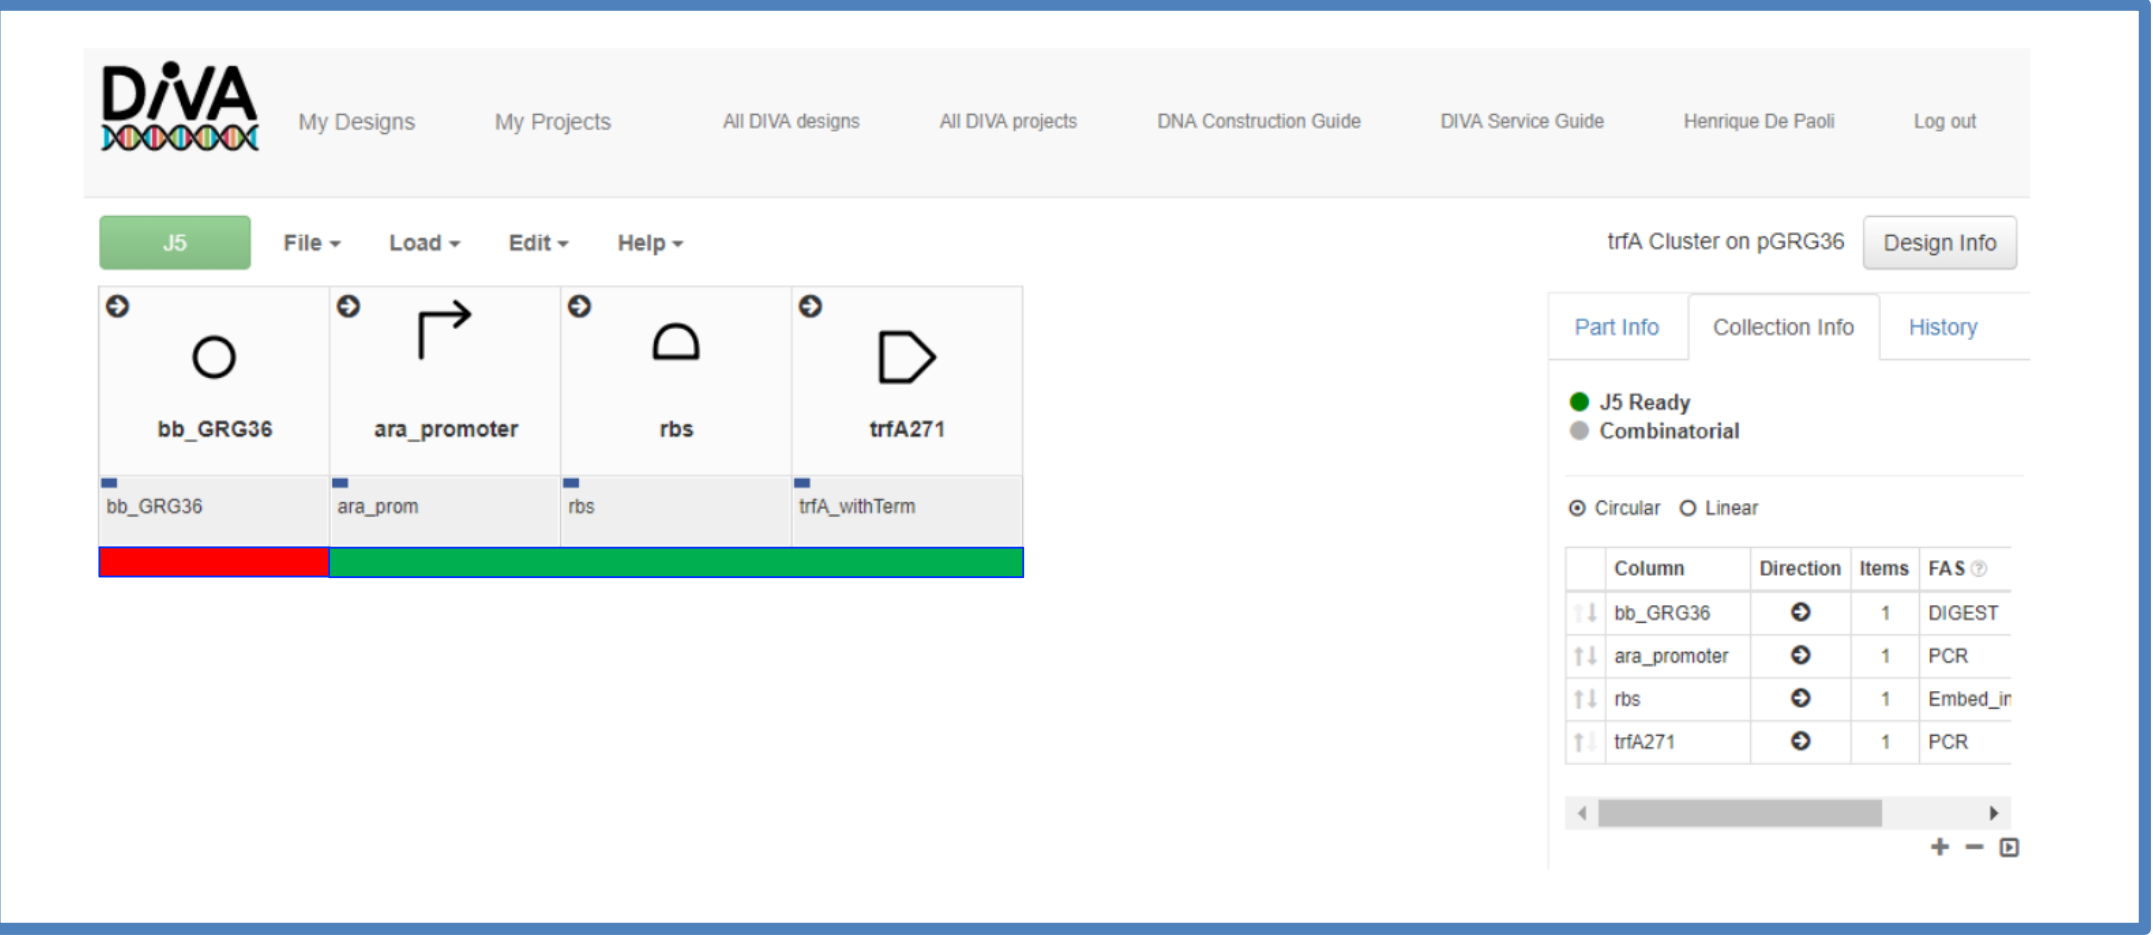 DiVA
My Designs My Projects All DIVA designs All DIVA projects DNA Construction Guide DIVA Service Guide Henrique De Paoli Log out
J5 File Load Edit Help trfA Cluster on pGRG36 Design Info
bb_GRG36 ara_promoter rbs trfA271
bb_GRG36 ara_prom rbs trfA_withTerm
Part Info Collection Info History
J5 Ready
Combinatorial
Circular Linear
Column Direction Items FAS ?
bb_GRG36 1 DIGEST
ara_promoter 1 PCR
rbs 1 Embed_in
trfA271 1 PCR